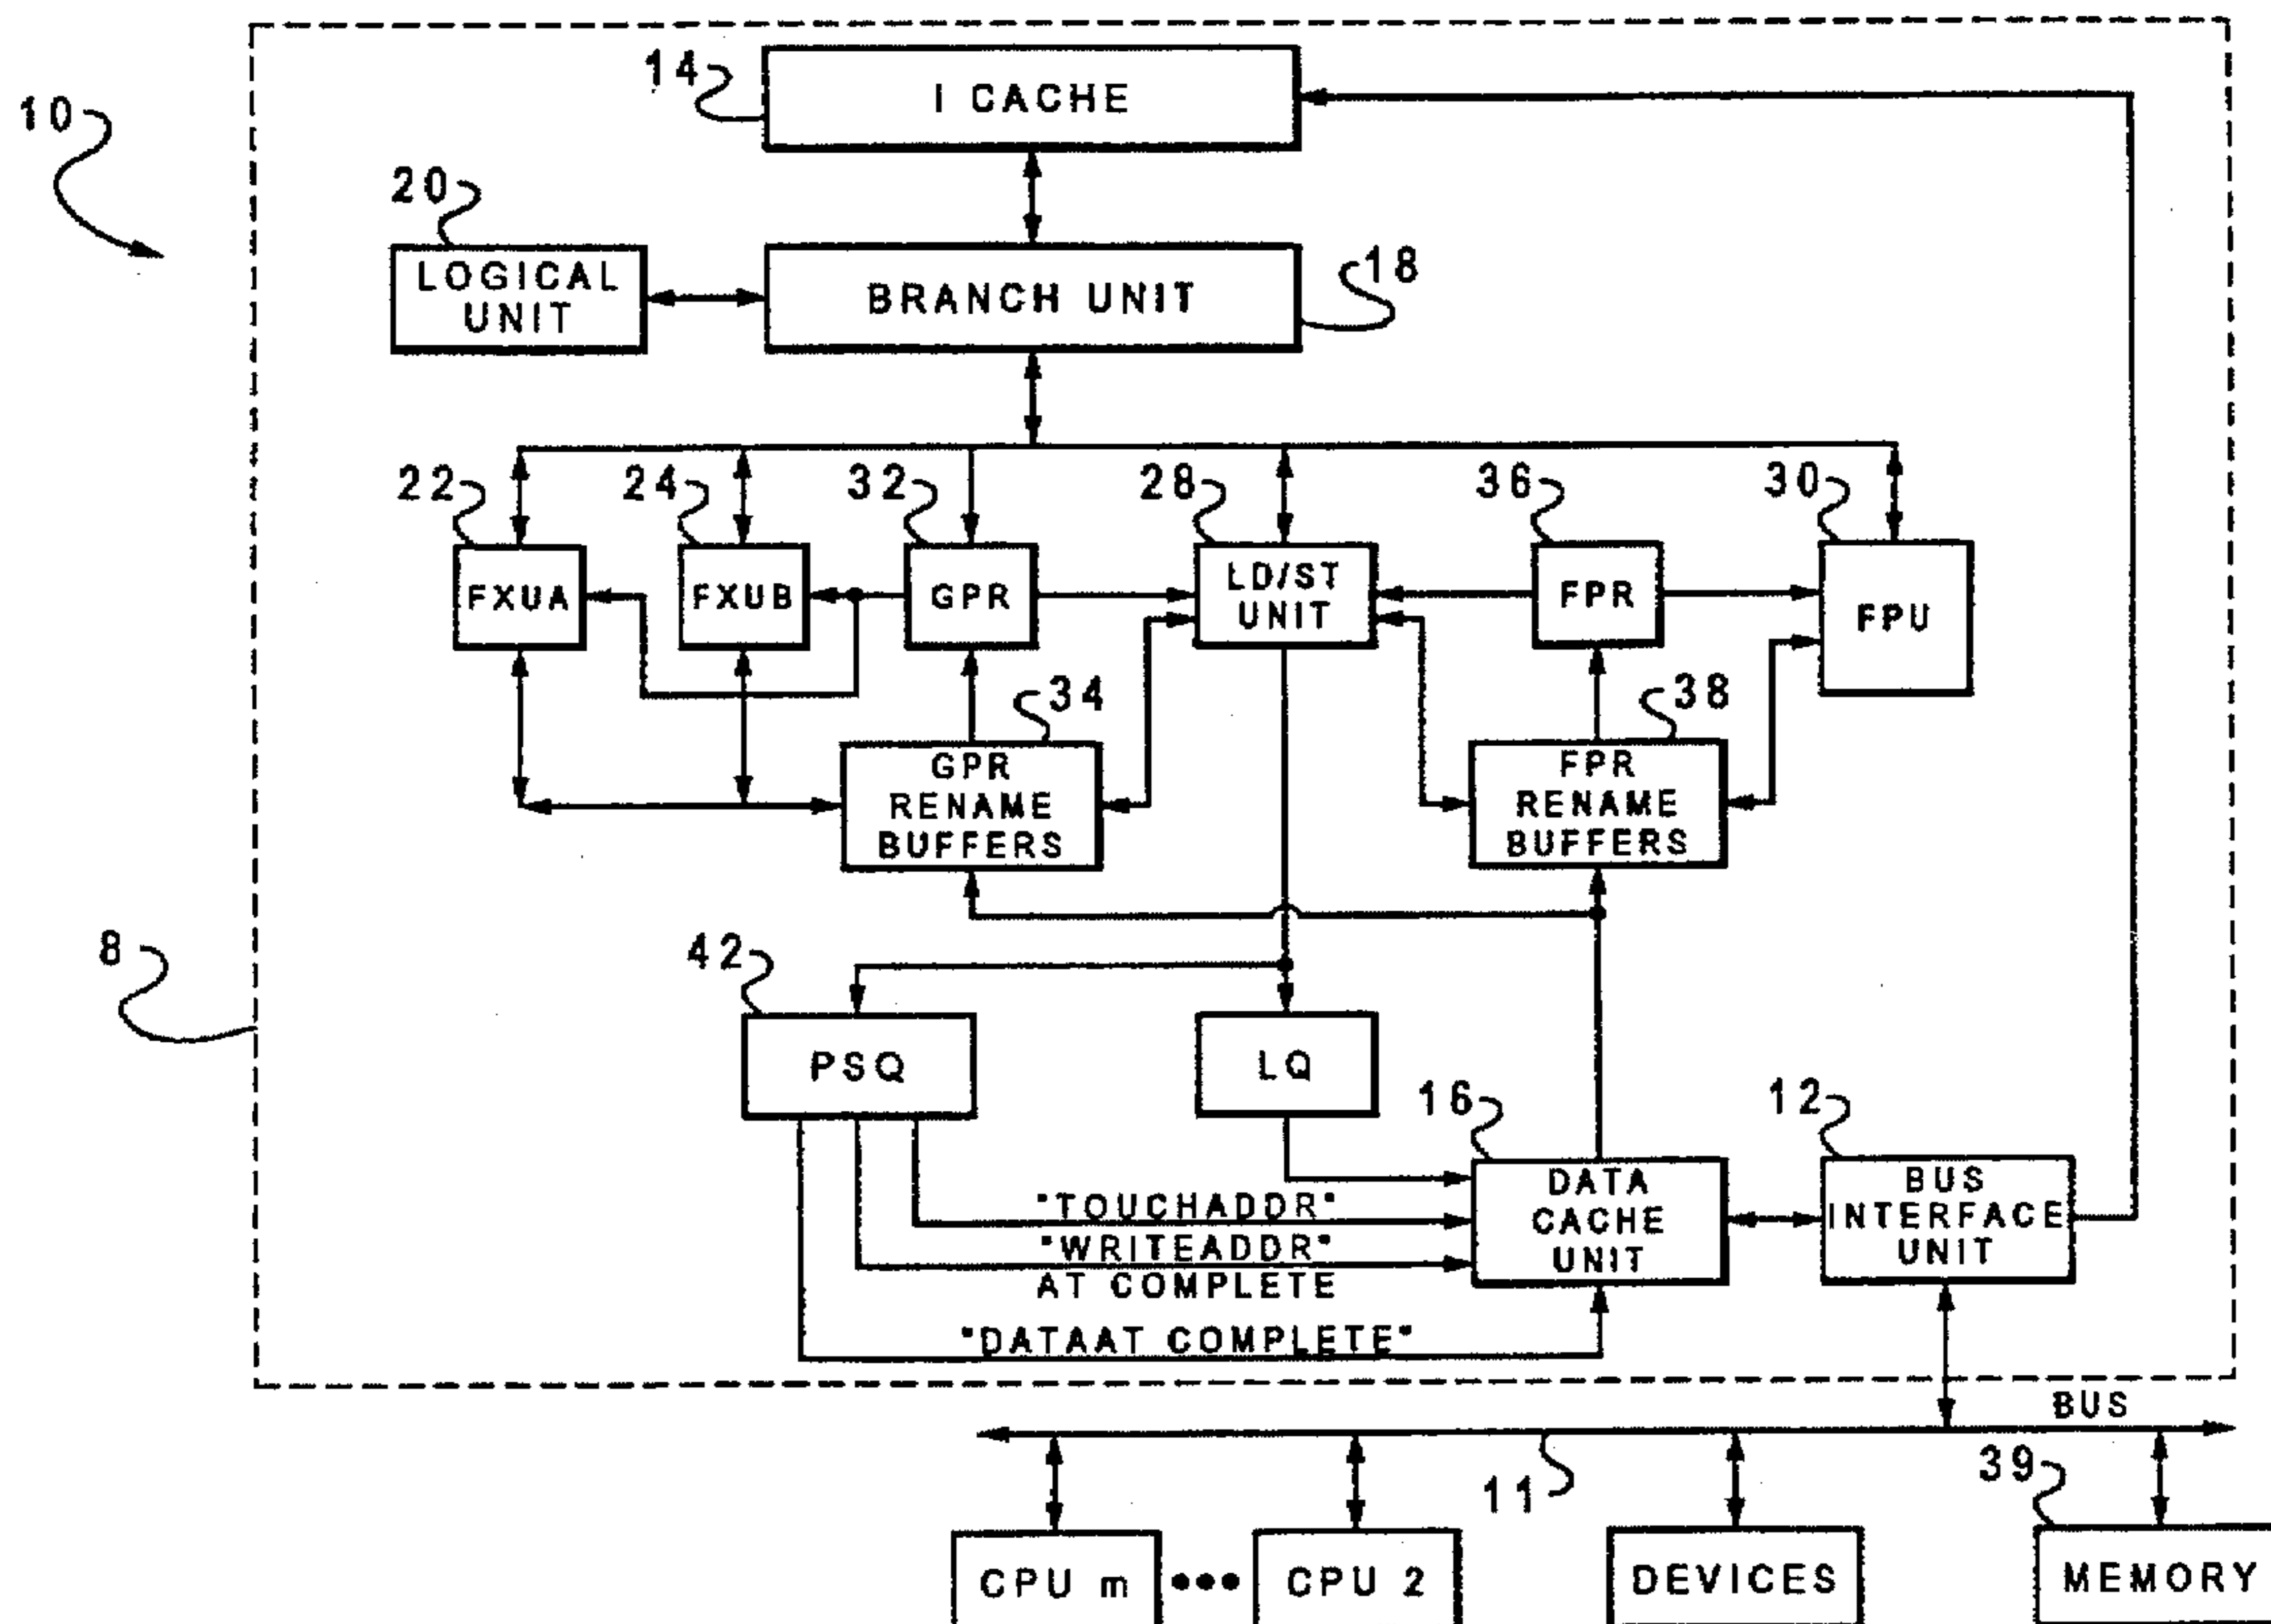 14
I CACHE
10
20
LOGICAL
UNIT
BRANCH UNIT
18
22
24
32
28
36
30
FXUA
FXUB
GPR
LD/ST
UNIT
FPR
FPU
34
38
GPR
RENAME
BUFFERS
FPR
RENAME
BUFFERS
8
42
PSQ
LQ
16
12
DATA
CACHE
UNIT
BUS
INTERFACE
UNIT
"TOUCHADDR"
"WRITEADDR"
AT COMPLETE
"DATAAT COMPLETE"
BUS
11
39
CPU m
•••
CPU 2
DEVICES
MEMORY